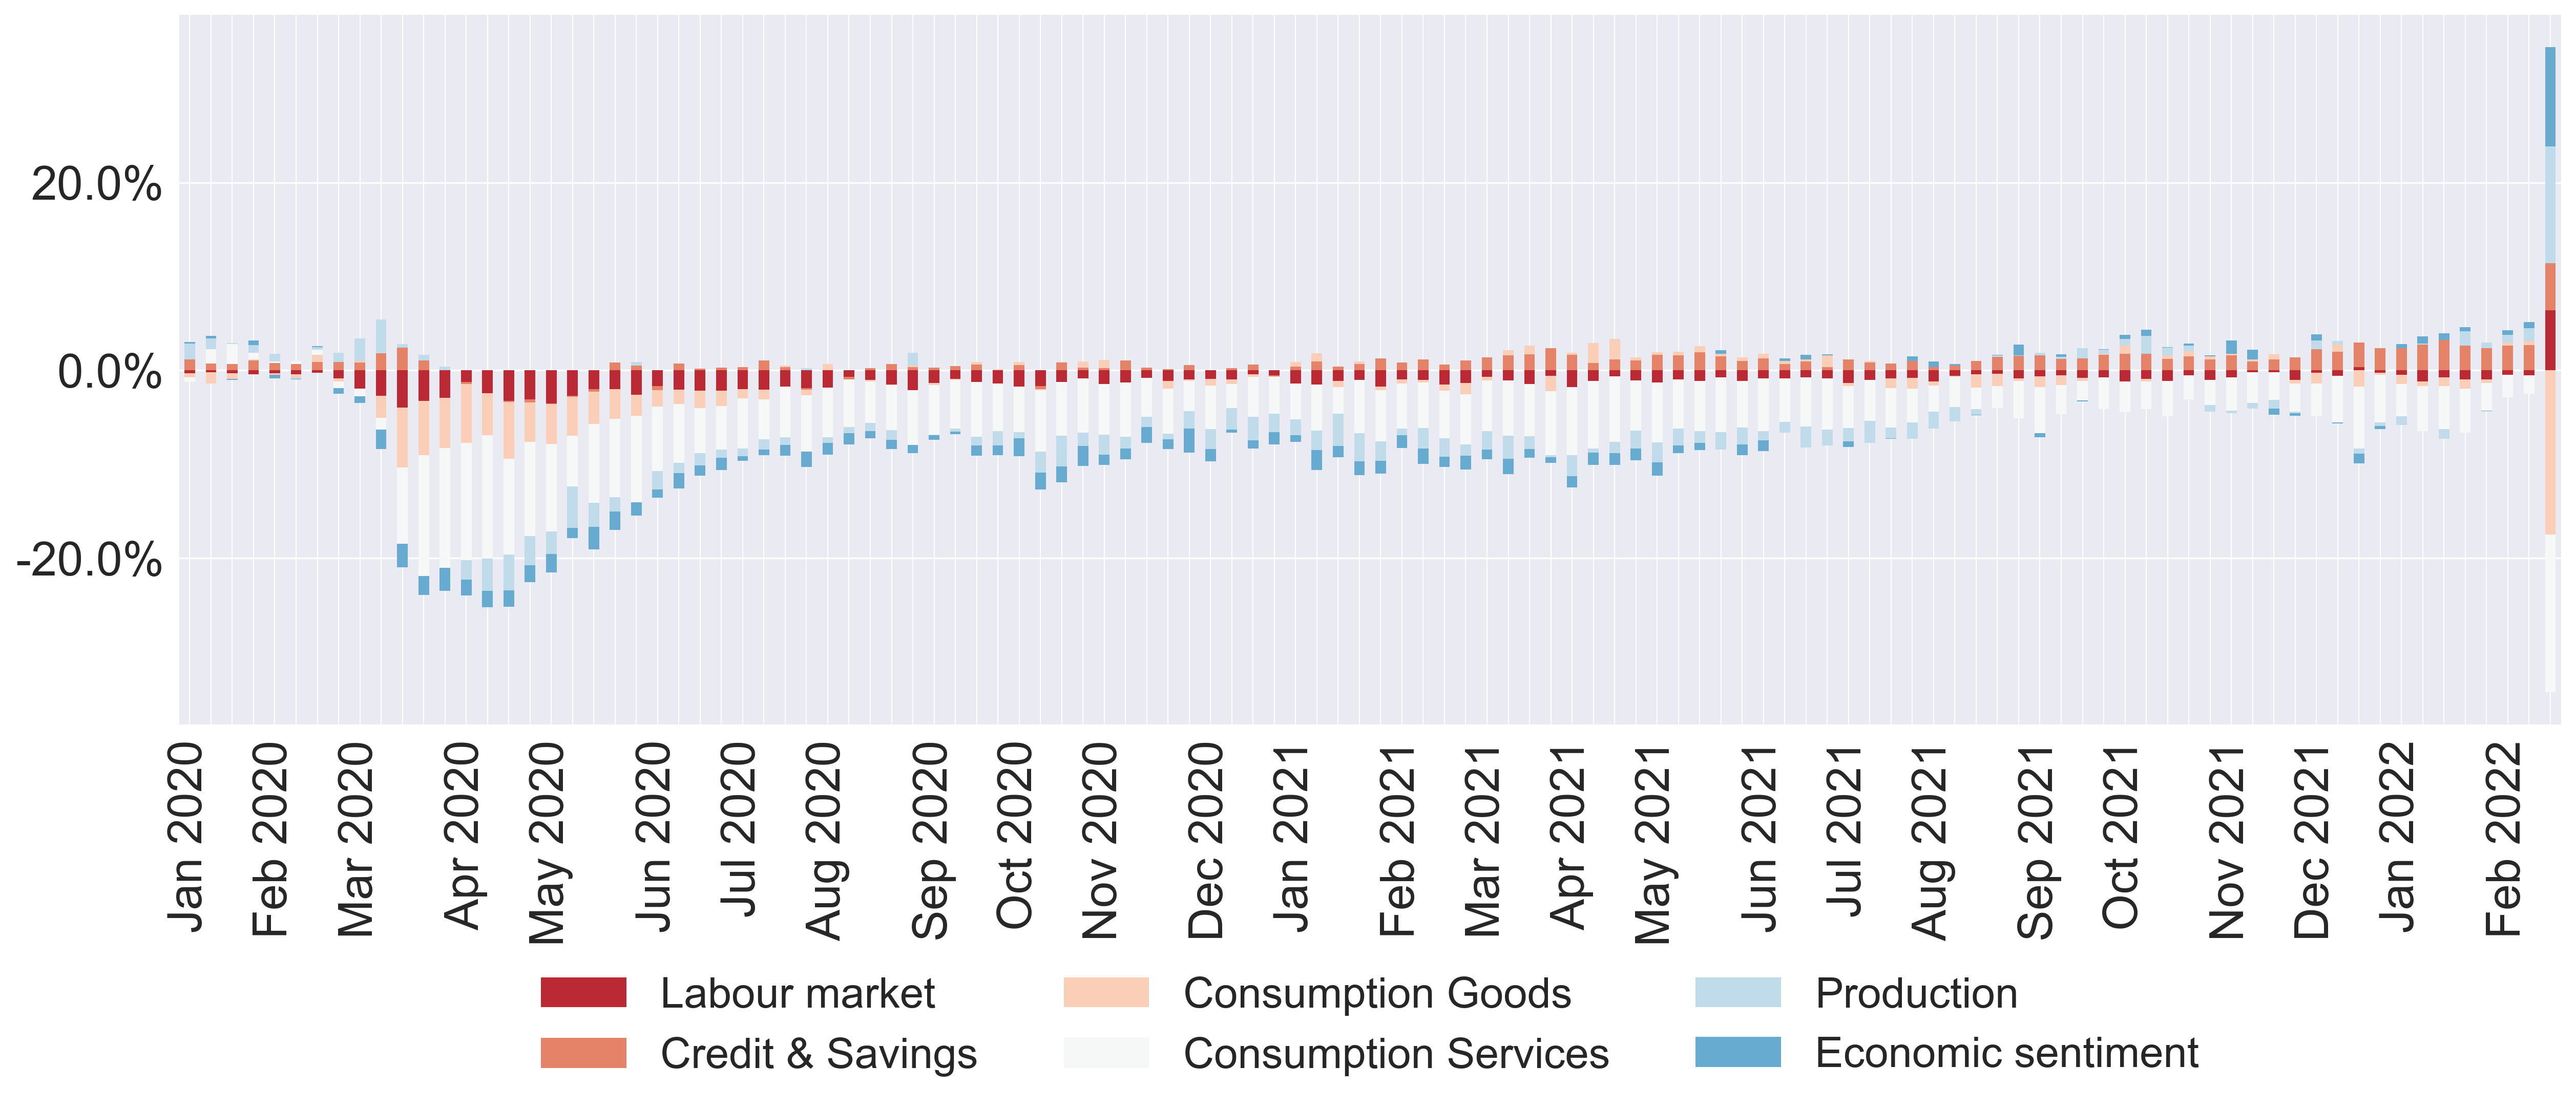 20.0%
0.0%
-20.0%
Jan 2020
Feb 2020
Mar 2020
Apr 2020
May 2020
Jun 2020
Jul 2020
Aug 2020
Sep 2020
Oct 2020
Nov 2020
Dec 2020
Jan 2021
Feb 2021
Mar 2021
Apr 2021
May 2021
Jun 2021
Jul 2021
Aug 2021
Sep 2021
Oct 2021
Nov 2021
Dec 2021
Jan 2022
Feb 2022
Labour market Consumption Goods Production
Credit & Savings Consumption Services Economic sentiment